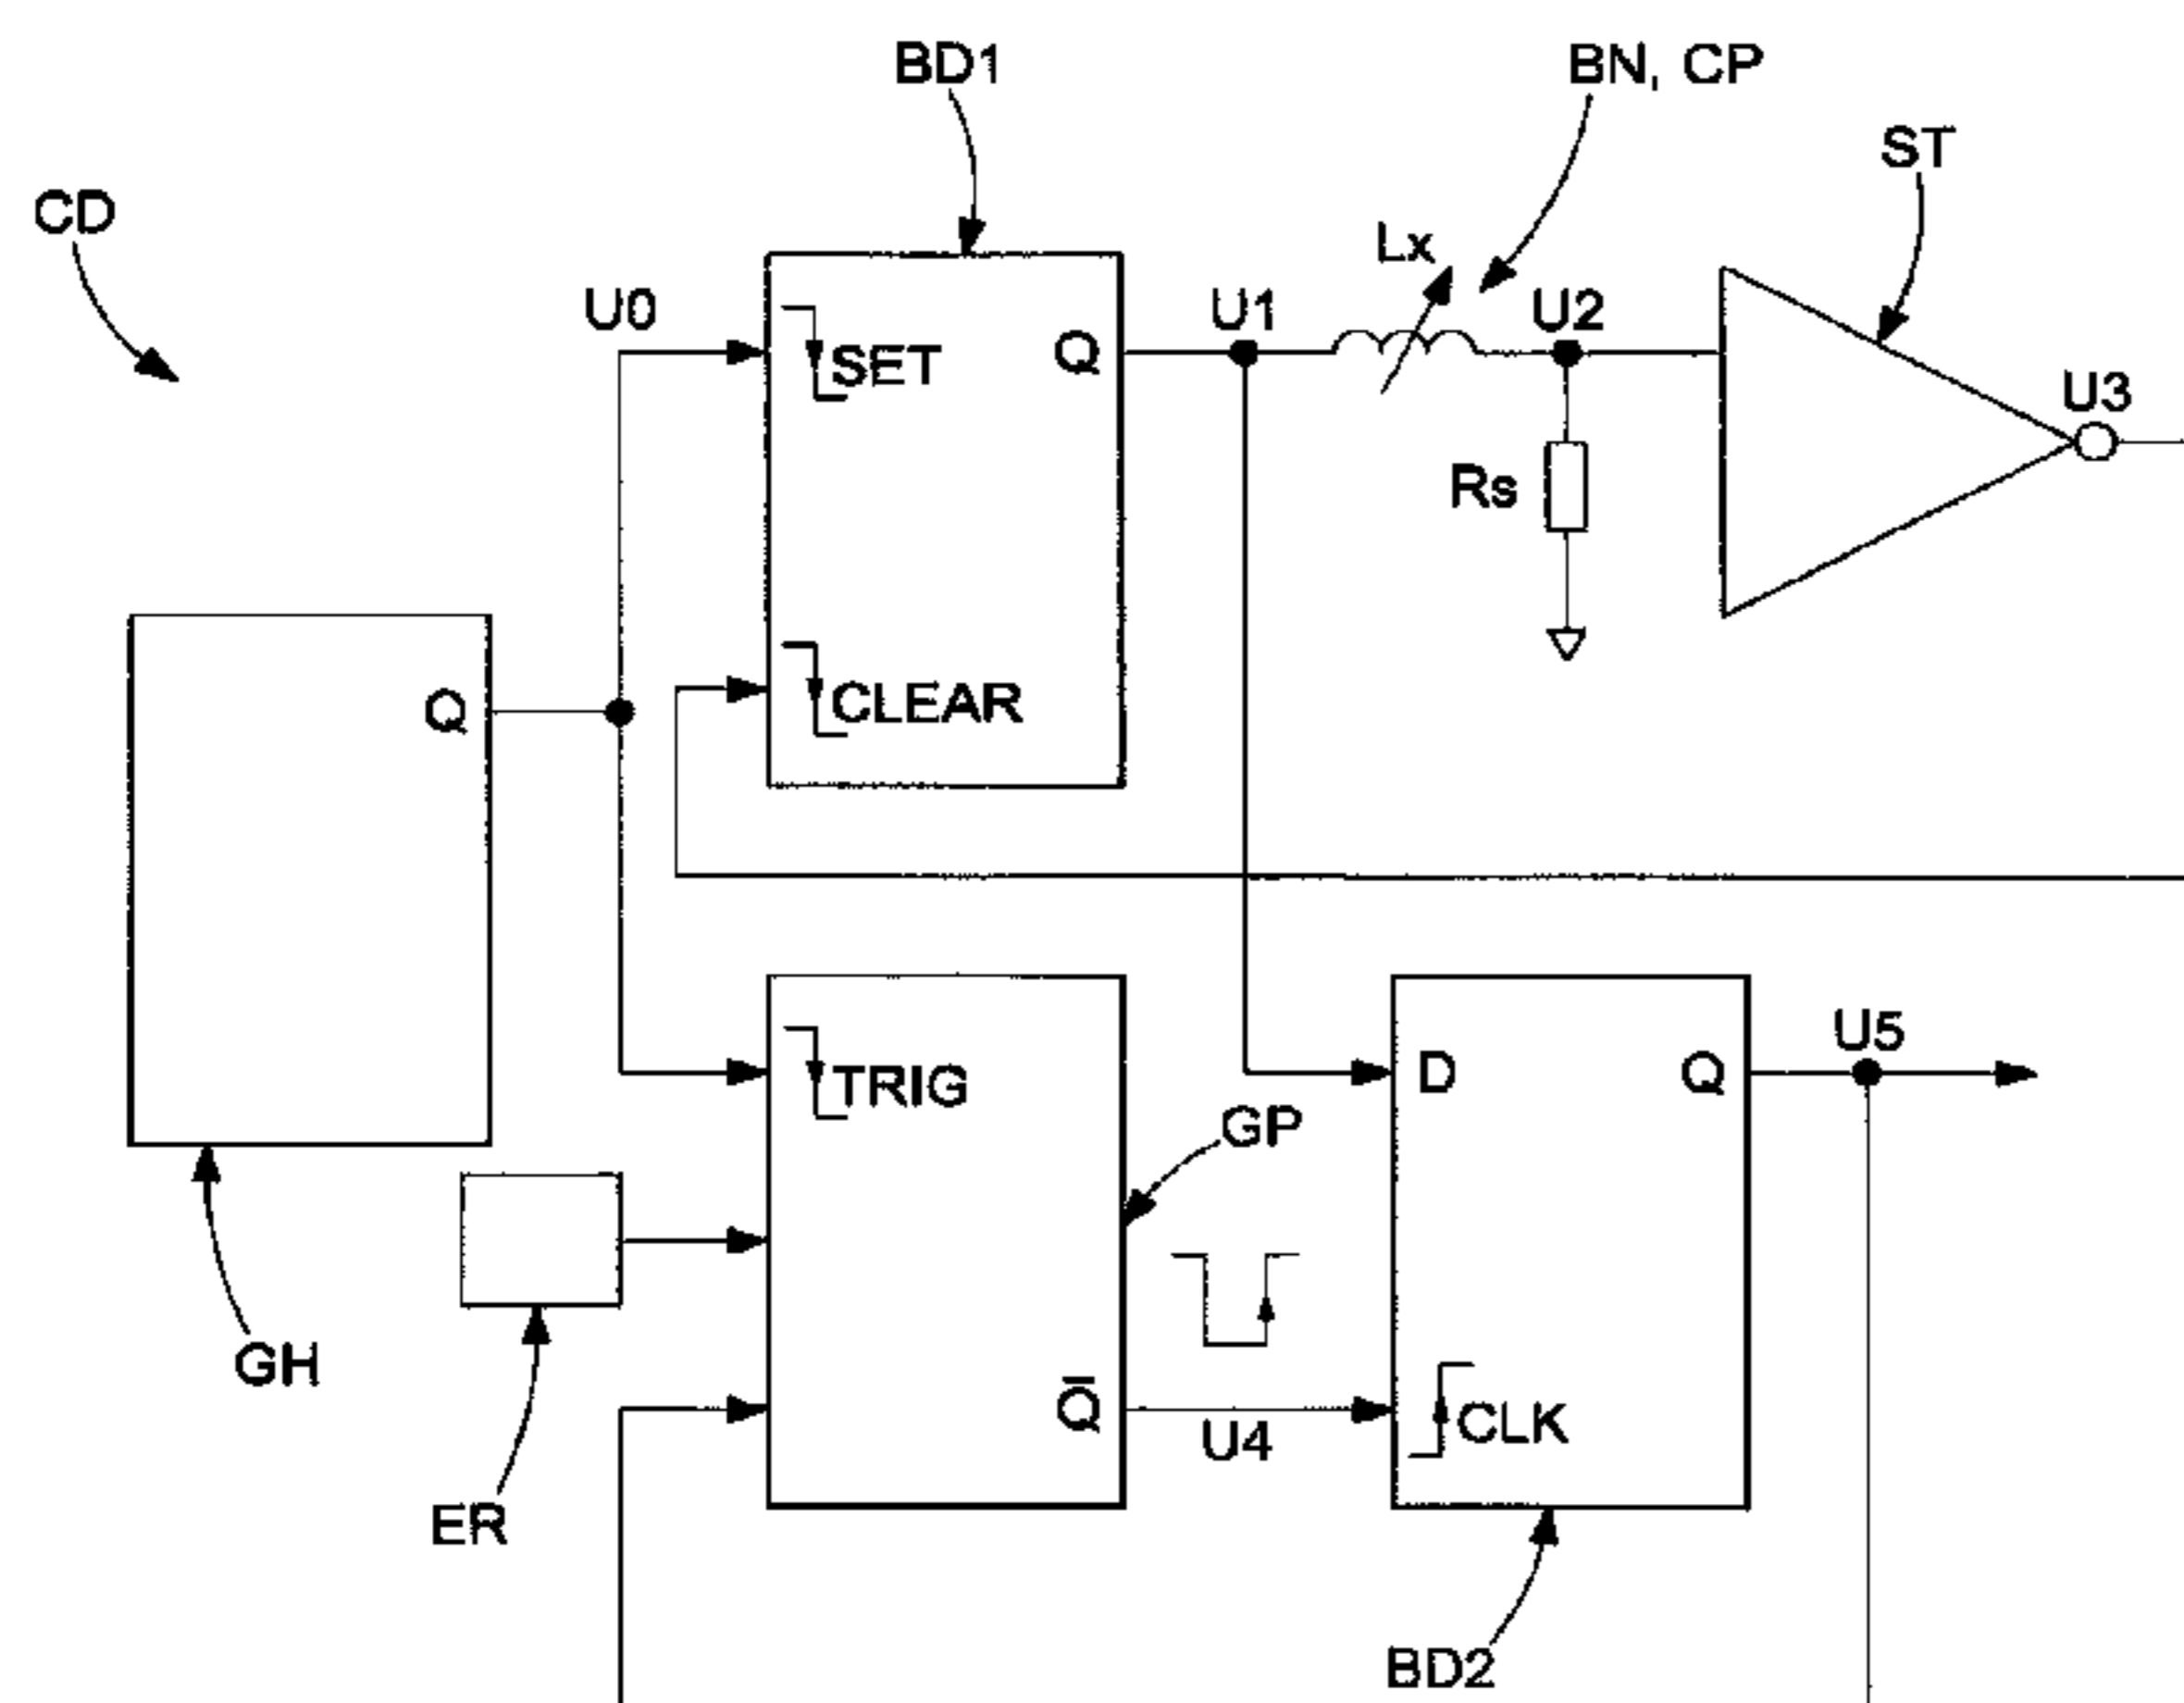 BD1
BN, CP
ST
CD
Lx
U0
U1
U2
SET
Q
U3
Rs
Q
CLEAR
U5
D
Q
TRIG
GP
GH
Q̅
CLK
U4
ER
BD2